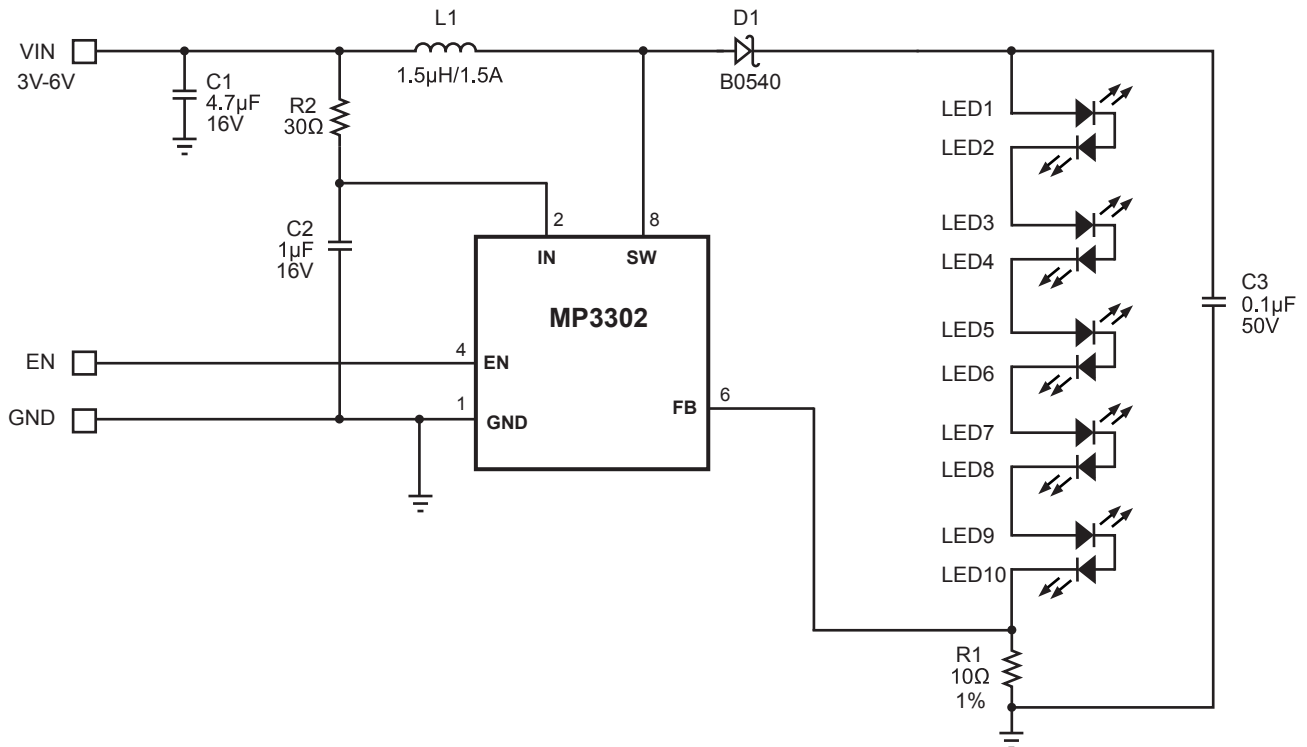 L1
D1
VIN
3V-6V
1.5µH/1.5A
B0540
C1
4.7µF
16V
R2
30Ω
LED1
LED2
C2
1µF
16V
2
8
IN
SW
LED3
LED4
MP3302
C3
0.1µF
50V
LED5
EN
4
EN
LED6
GND
1
GND
FB
6
LED7
LED8
LED9
LED10
R1
10Ω
1%